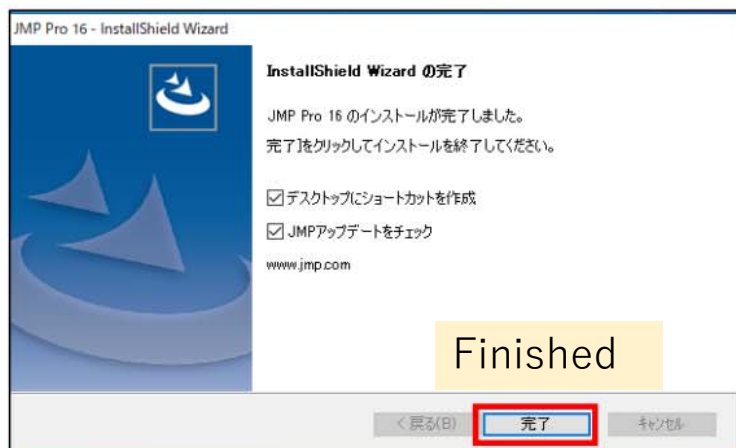 JMP Pro 16 - InstallShield Wizard
InstallShield Wizard の完了
JMP Pro 16 のインストールが完了しました。
完了]をクリックしてインストールを終了してください。
デスクトップにショートカットを作成
JMPアップデートをチェック
www.jmp.com
Finished
< 戻る(B)
完了
キャンセル